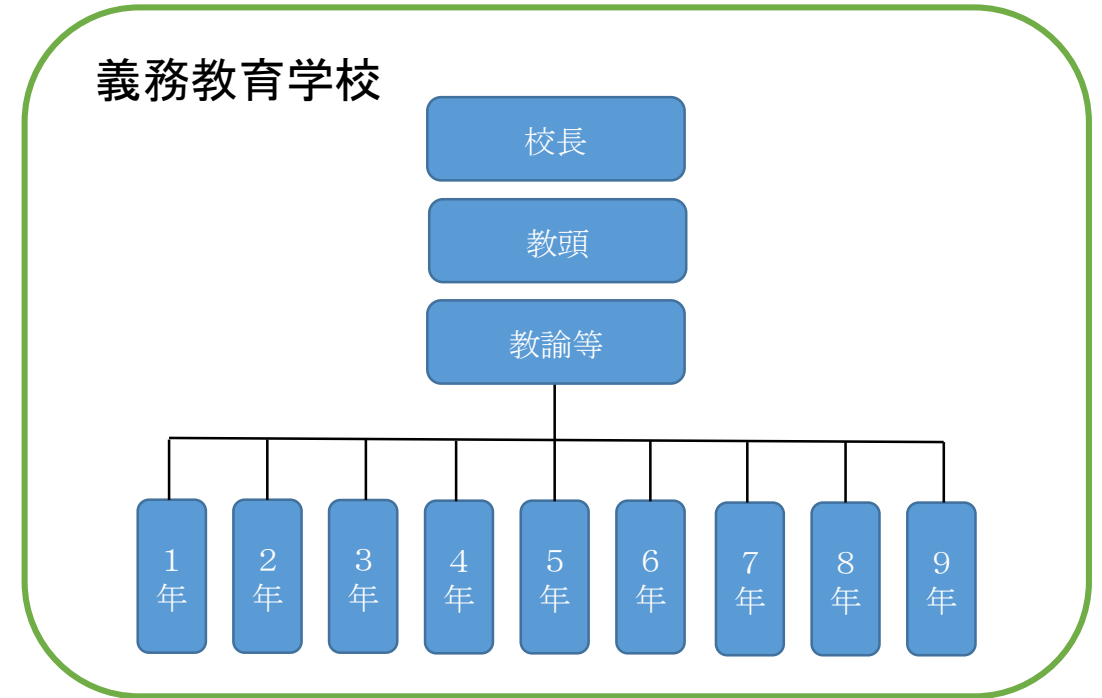 義務教育学校
校長
教頭
教諭等
１年
２年
３年
４年
５年
６年
７年
８年
９年